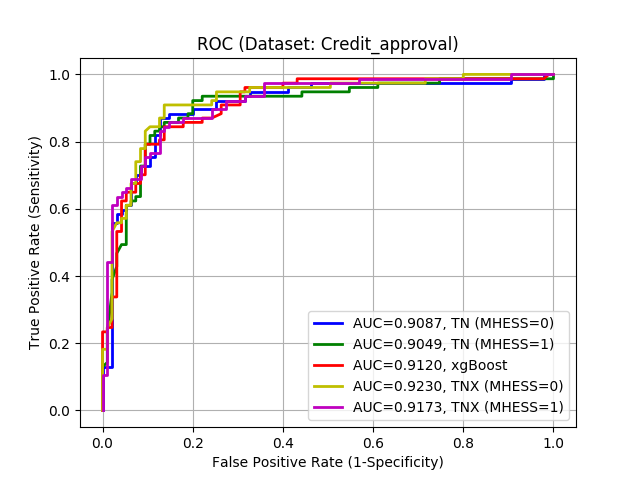 ROC (Dataset: Credit_approval)
True Positive Rate (Sensitivity)
1.0
0.8
0.6
0.4
0.2
0.0
AUC=0.9087, TN (MHESS=0)
AUC=0.9049, TN (MHESS=1)
AUC=0.9120, xgBoost
AUC=0.9230, TNX (MHESS=0)
AUC=0.9173, TNX (MHESS=1)
0.0 0.2 0.4 0.6 0.8 1.0
False Positive Rate (1-Specificity)